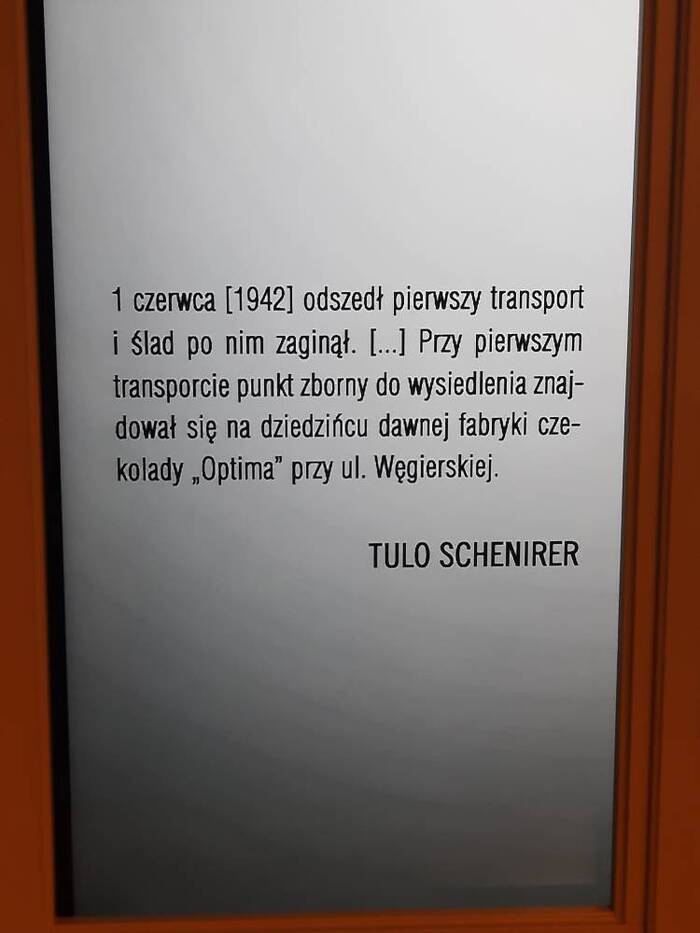 1 czerwca [1942] odszedł pierwszy transport
i ślad po nim zaginął. [...] Przy pierwszym
transporcie punkt zborny do wysiedlenia znaj-
dował się na dziedzińcu dawnej fabryki cze-
kolady „Optima” przy ul. Węgierskiej.
TULO SCHENIRER